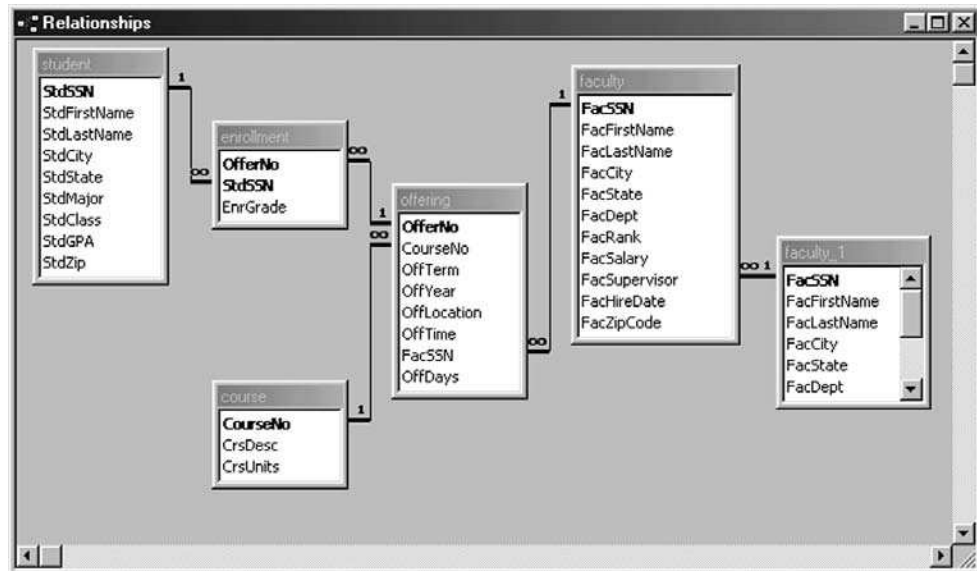 Relationships
student
StdSSN
StdFirstName
StdLastName
StdCity
StdState
StdMajor
StdClass
StdGPA
StdZip
1
∞
enrollment
OfferNo
StdSSN
EnrGrade
∞
1
∞
offering
OfferNo
CourseNo
OffTerm
OffYear
OffLocation
OffTime
FacSSN
OffDays
∞
1
course
CourseNo
CrsDesc
CrsUnits
1
faculty
FacSSN
FacFirstName
FacLastName
FacCity
FacState
FacDept
FacRank
FacSalary
FacSupervisor
FacHireDate
FacZipCode
∞ 1
faculty_1
FacSSN
FacFirstName
FacLastName
FacCity
FacState
FacDept